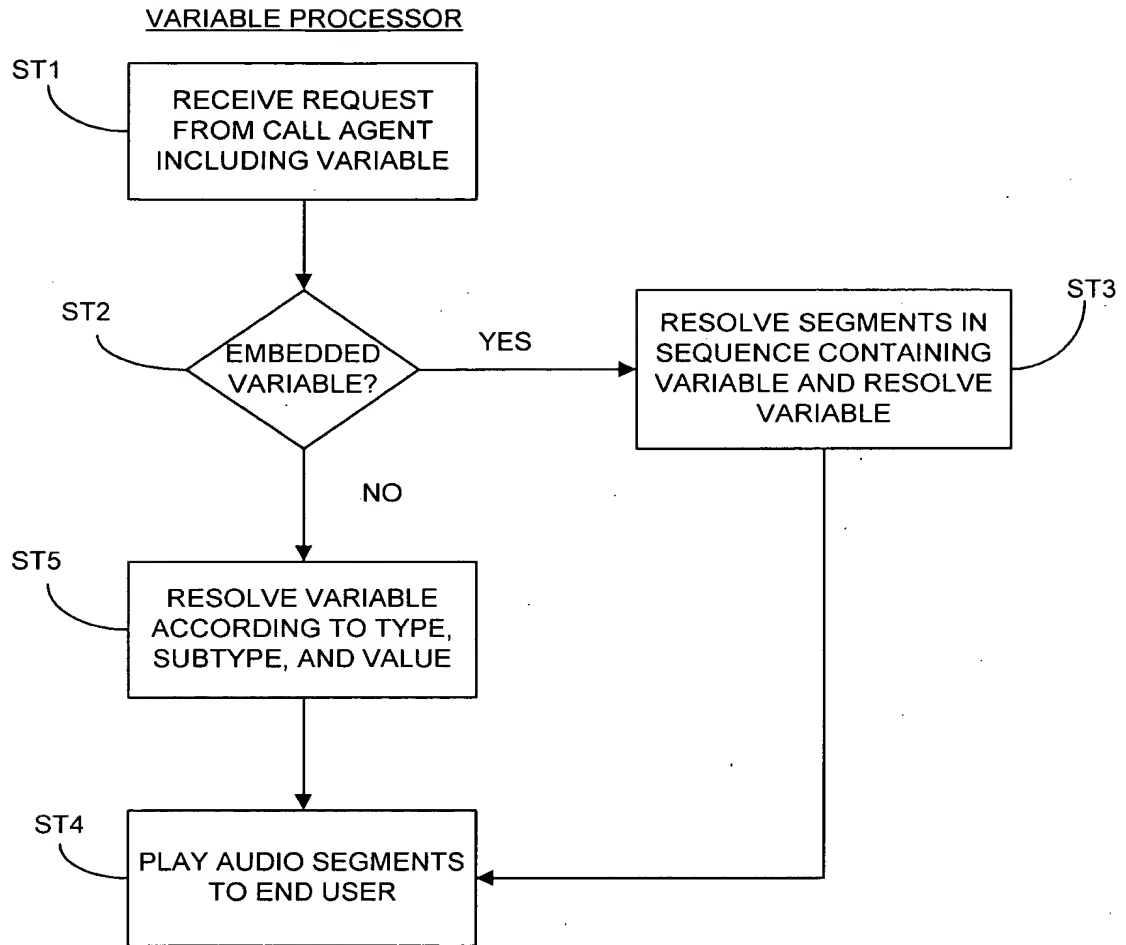 VARIABLE PROCESSOR
ST1
RECEIVE REQUEST
FROM CALL AGENT
INCLUDING VARIABLE
ST2
EMBEDDED
VARIABLE?
YES
ST3
RESOLVE SEGMENTS IN
SEQUENCE CONTAINING
VARIABLE AND RESOLVE
VARIABLE
NO
ST5
RESOLVE VARIABLE
ACCORDING TO TYPE,
SUBTYPE, AND VALUE
ST4
PLAY AUDIO SEGMENTS
TO END USER